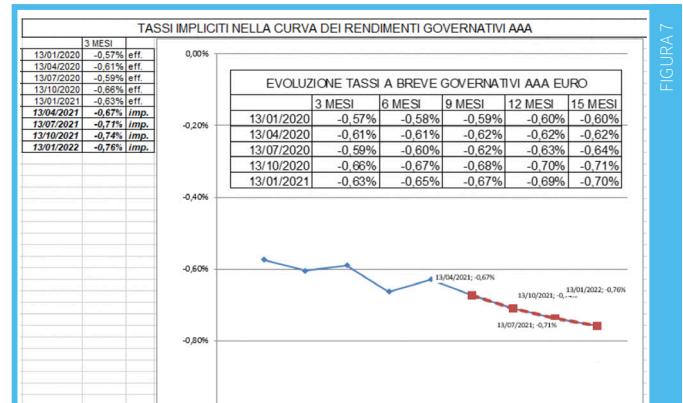 TASSI IMPLICITI NELLA CURVA DEI RENDIMENTI GOVERNATIVI AAA
3 MESI
13/01/2020 -0,57% eff.
13/04/2020 -0,61% eff.
13/07/2020 -0,59% eff.
13/10/2020 -0,66% eff.
13/01/2021 -0,63% eff.
13/04/2021 -0,67% imp.
13/07/2021 -0,71% imp.
13/10/2021 -0,74% imp.
13/01/2022 -0,76% imp.
0,00%
-0,20%
-0,40%
-0,60%
-0,80%
EVOLUZIONE TASSI A BREVE GOVERNATIVI AAA EURO
3 MESI 6 MESI 9 MESI 12 MESI 15 MESI
13/01/2020 -0,57% -0,58% -0,59% -0,60% -0,60%
13/04/2020 -0,61% -0,61% -0,62% -0,62% -0,62%
13/07/2020 -0,59% -0,60% -0,62% -0,63% -0,64%
13/10/2020 -0,66% -0,67% -0,68% -0,70% -0,71%
13/01/2021 -0,63% -0,65% -0,67% -0,69% -0,70%
13/04/2021; -0,67%
13/10/2021;
13/01/2022; -0,76%
13/07/2021; -0,71%
FIGURA 7